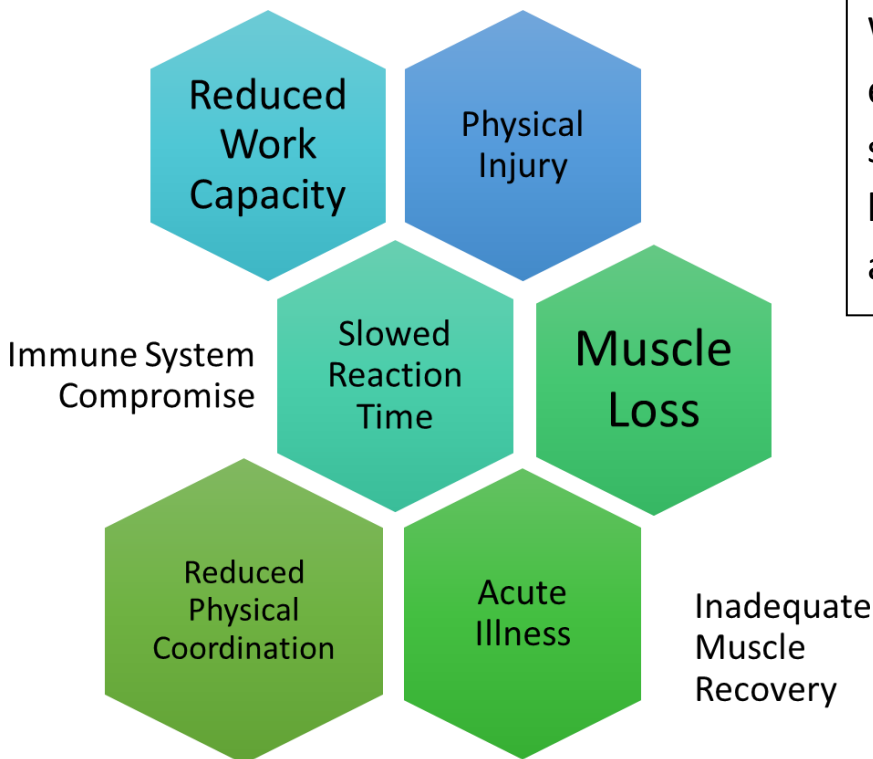 Reduced
Work
Capacity
Physical
Injury
Immune System
Compromise
Slowed
Reaction
Time
Muscle
Loss
Reduced
Physical
Coordination
Acute
Illness
Inadequate
Muscle
Recovery